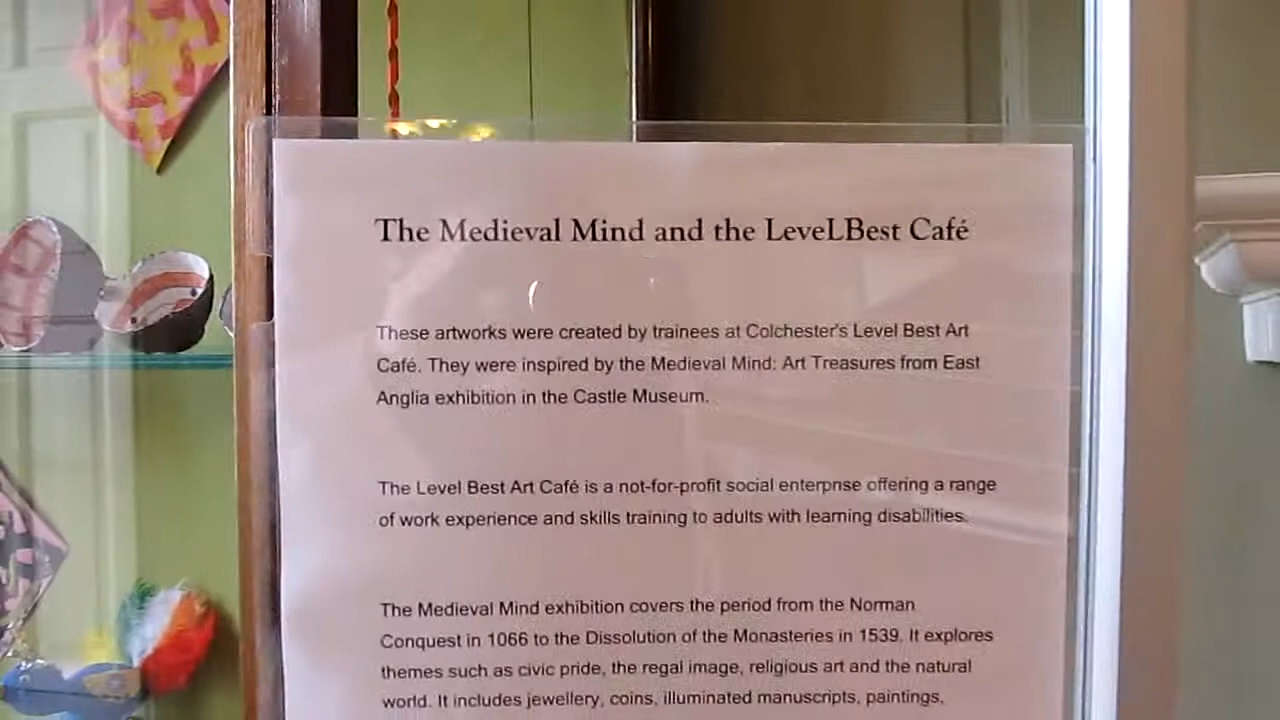 The Medieval Mind and the LeveLBest Café
These artworks were created by trainees at Colchester's Level Best Art
Café. They were inspired by the Medieval Mind: Art Treasures from East
Anglia exhibition in the Castle Museum.
The Level Best Art Café is a not-for-profit social enterprise offering a range
of work experience and skills training to adults with learning disabilities.
The Medieval Mind exhibition covers the period from the Norman
Conquest in 1066 to the Dissolution of the Monasteries in 1539. It explores
themes such as civic pride, the regal image, religious art and the natural
world. It includes jewellery, coins, illuminated manuscripts, paintings,